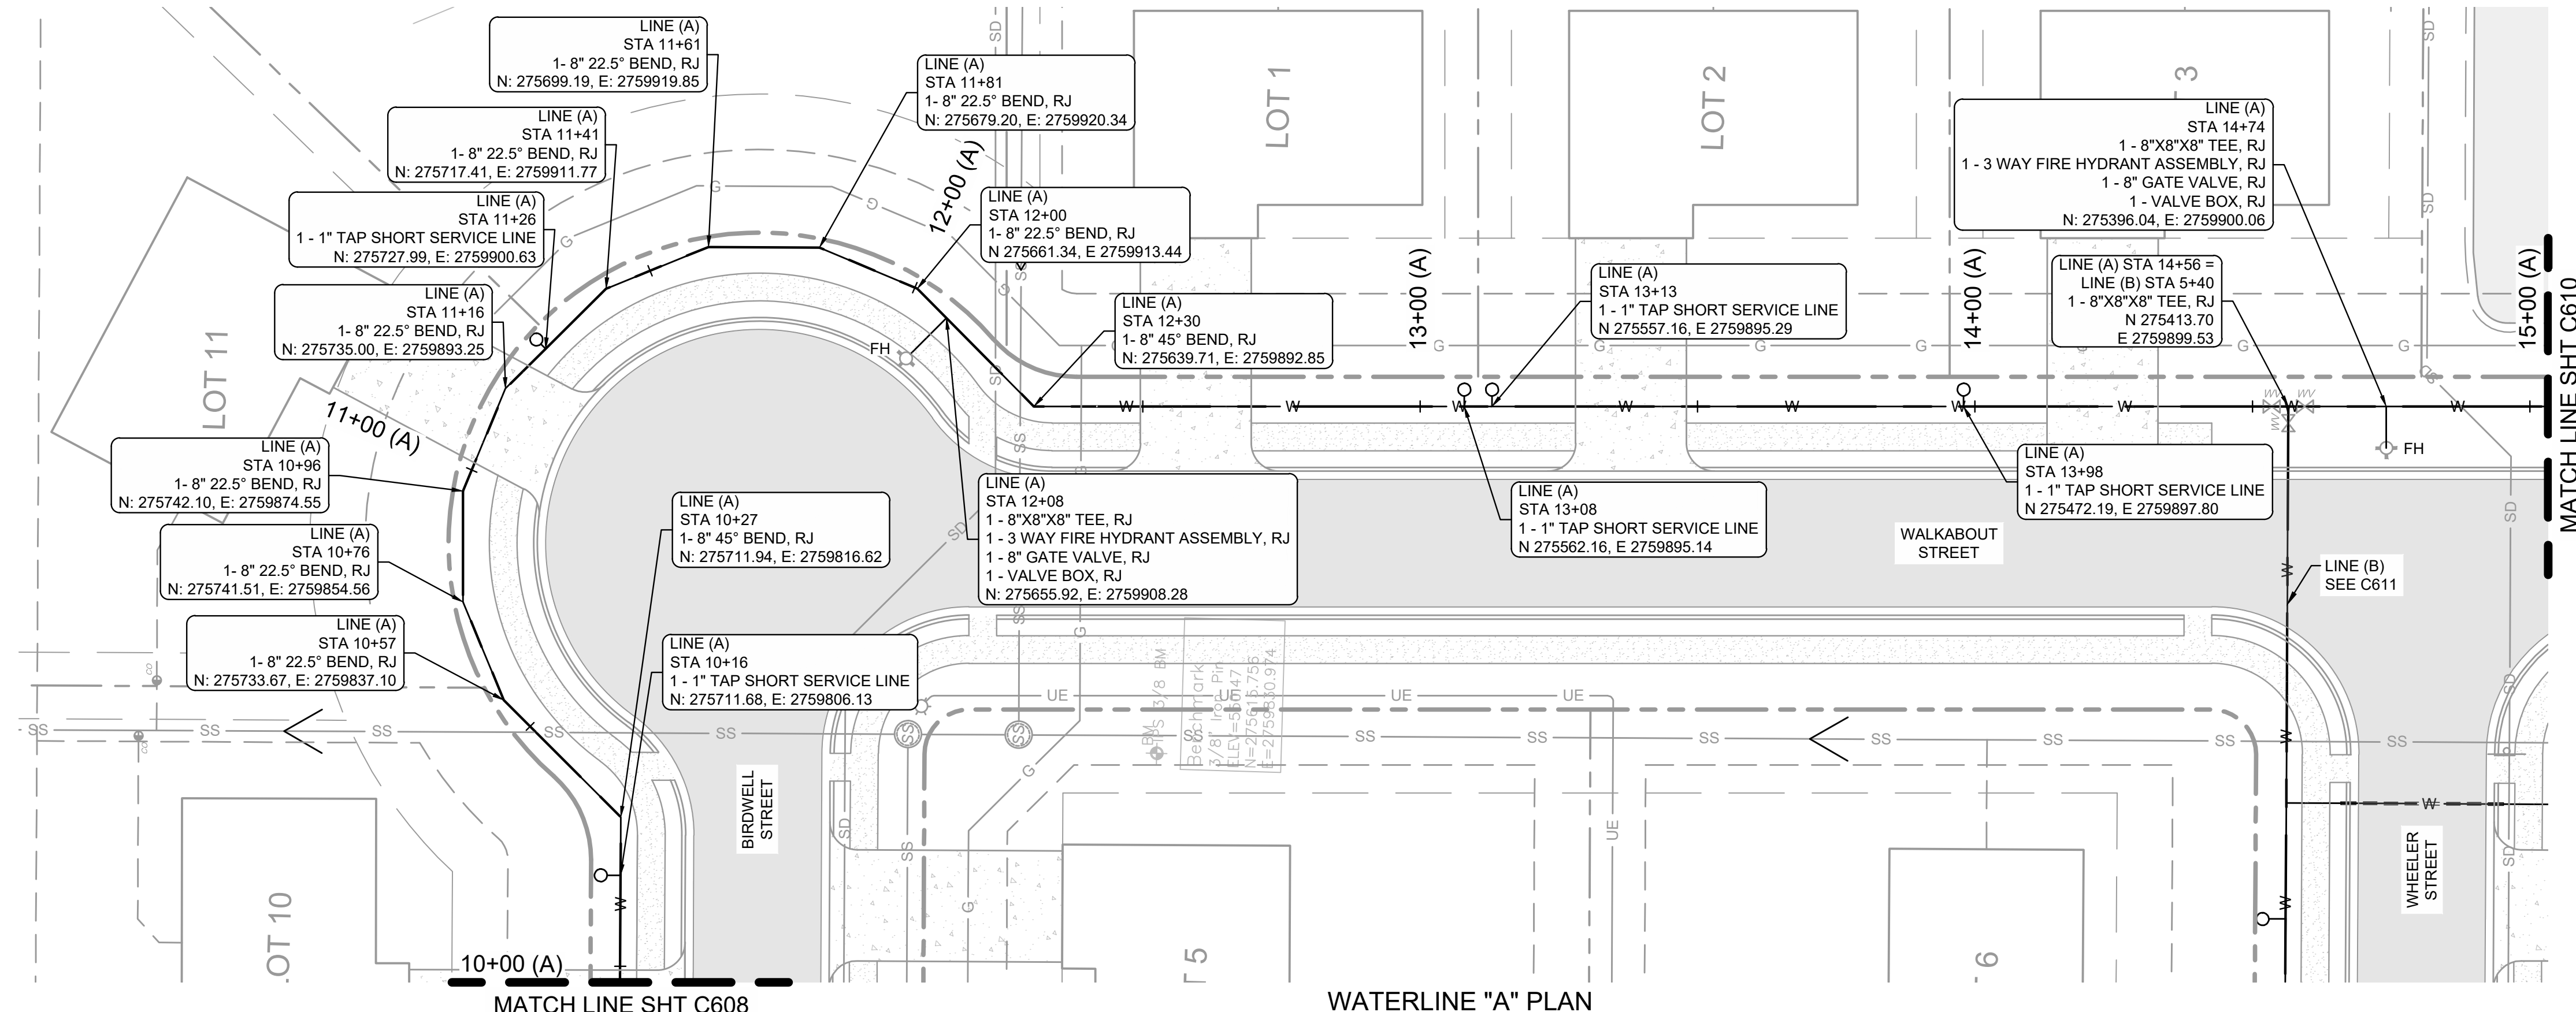 LINE (A)
STA 11+61
1- 8" 22.5° BEND, RJ
N: 275699.19, E: 2759919.85
LINE (A)
STA 11+81
1- 8" 22.5° BEND, RJ
N: 275679.20, E: 2759920.34
LINE (A)
STA 11+41
1- 8" 22.5° BEND, RJ
N: 275717.41, E: 2759911.77
LINE (A)
STA 11+26
1 - 1" TAP SHORT SERVICE LINE
N: 275727.99, E: 2759900.63
LINE (A)
STA 12+00
1- 8" 22.5° BEND, RJ
N 275661.34, E 2759913.44
LINE (A)
STA 11+16
1- 8" 22.5° BEND, RJ
N: 275735.00, E: 2759893.25
LINE (A)
STA 12+30
1- 8" 45° BEND, RJ
N: 275639.71, E: 2759892.85
LINE (A)
STA 13+13
1 - 1" TAP SHORT SERVICE LINE
N 275557.16, E 2759895.29
LINE (A)
STA 14+74
1 - 8"X8"X8" TEE, RJ
1 - 3 WAY FIRE HYDRANT ASSEMBLY, RJ
1 - 8" GATE VALVE, RJ
1 - VALVE BOX, RJ
N: 275396.04, E: 2759900.06
LINE (A) STA 14+56 =
LINE (B) STA 5+40
1 - 8"X8"X8" TEE, RJ
N 275413.70
E 2759899.53
LINE (A)
STA 10+96
1- 8" 22.5° BEND, RJ
N: 275742.10, E: 2759874.55
LINE (A)
STA 10+76
1- 8" 22.5° BEND, RJ
N: 275741.51, E: 2759854.56
LINE (A)
STA 10+57
1- 8" 22.5° BEND, RJ
N: 275733.67, E: 2759837.10
LINE (A)
STA 10+27
1- 8" 45° BEND, RJ
N: 275711.94, E: 2759816.62
LINE (A)
STA 10+16
1 - 1" TAP SHORT SERVICE LINE
N: 275711.68, E: 2759806.13
LINE (A)
STA 12+08
1 - 8"X8"X8" TEE, RJ
1 - 3 WAY FIRE HYDRANT ASSEMBLY, RJ
1 - 8" GATE VALVE, RJ
1 - VALVE BOX, RJ
N: 275655.92, E: 2759908.28
LINE (A)
STA 13+08
1 - 1" TAP SHORT SERVICE LINE
N 275562.16, E 2759895.14
LINE (A)
STA 13+98
1 - 1" TAP SHORT SERVICE LINE
N 275472.19, E 2759897.80
LINE (B)
SEE C611
WALKABOUT
STREET
BIRDWELL
STREET
WHEELER
STREET
LOT 1
LOT 2
3
LOT 11
LOT 10
5
6
10+00 (A)
11+00 (A)
12+00 (A)
13+00 (A)
14+00 (A)
15+00 (A)
FH
FH
Benchmark
3/8" Iron Pin
MATCH LINE SHT C610
MATCH LINE SHT C608
WATERLINE "A" PLAN